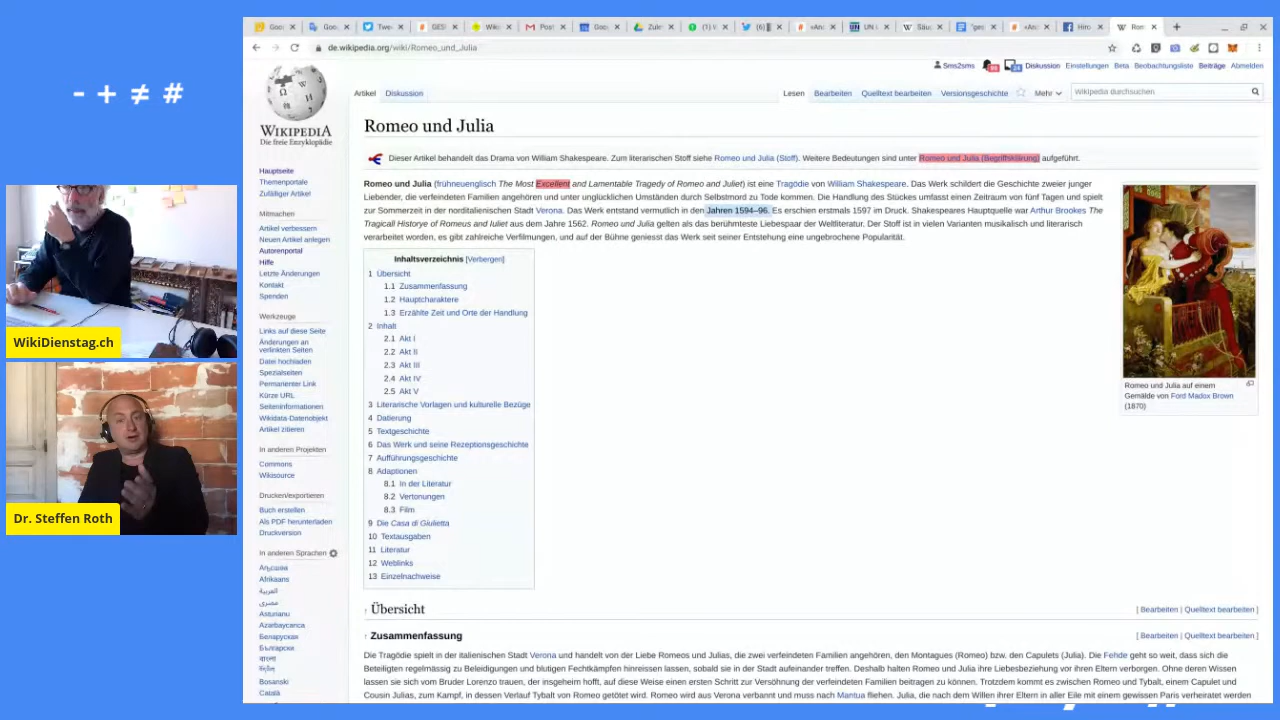 - + ≠ #
WikiDienstag.ch
Dr. Steffen Roth
de.wikipedia.org/wiki/Romeo_und_Julia
Sms2sms
Diskussion Einstellungen Beta Beobachtungsliste Beiträge Abmelden
WIKIPEDIA
Die freie Enzyklopädie
Artikel Diskussion
Lesen Bearbeiten Quelltext bearbeiten Versionsgeschichte Mehr
Wikipedia durchsuchen
Hauptseite
Themenportale
Zufälliger Artikel
Mitmachen
Artikel verbessern
Neuen Artikel anlegen
Autorenportal
Hilfe
Letzte Änderungen
Kontakt
Spenden
Werkzeuge
Links auf diese Seite
Änderungen an
verlinkten Seiten
Datei hochladen
Spezialseiten
Permanenter Link
Kürze URL
Seiteninformationen
Wikidata-Datenobjekt
Artikel zitieren
In anderen Projekten
Commons
Wikisource
Drucken/exportieren
Buch erstellen
Als PDF herunterladen
Druckversion
In anderen Sprachen
Аҧсшәа
Afrikaans
العربية
مصرى
Asturianu
Azərbaycanca
Беларуская
Български
বাংলা
Bosanski
Català
Romeo und Julia
Dieser Artikel behandelt das Drama von William Shakespeare. Zum literarischen Stoff siehe Romeo und Julia (Stoff). Weitere Bedeutungen sind unter Romeo und Julia (Begriffsklärung) aufgeführt.
Romeo und Julia (frühneuenglisch The Most Excellent and Lamentable Tragedy of Romeo and Juliet) ist eine Tragödie von William Shakespeare. Das Werk schildert die Geschichte zweier junger
Liebender, die verfeindeten Familien angehören und unter unglücklichen Umständen durch Selbstmord zu Tode kommen. Die Handlung des Stückes umfasst einen Zeitraum von fünf Tagen und spielt
zur Sommerzeit in der norditalienischen Stadt Verona. Das Werk entstand vermutlich in den Jahren 1594–96. Es erschien erstmals 1597 im Druck. Shakespeares Hauptquelle war Arthur Brookes The
Tragicall Historye of Romeus and Iuliet aus dem Jahre 1562. Romeo und Julia gelten als das berühmteste Liebespaar der Weltliteratur. Der Stoff ist in vielen Varianten musikalisch und literarisch
verarbeitet worden, es gibt zahlreiche Verfilmungen, und auf der Bühne geniesst das Werk seit seiner Entstehung eine ungebrochene Popularität.
Inhaltsverzeichnis [Verbergen]
1 Übersicht
1.1 Zusammenfassung
1.2 Hauptcharaktere
1.3 Erzählte Zeit und Orte der Handlung
2 Inhalt
2.1 Akt I
2.2 Akt II
2.3 Akt III
2.4 Akt IV
2.5 Akt V
3 Literarische Vorlagen und kulturelle Bezüge
4 Datierung
5 Textgeschichte
6 Das Werk und seine Rezeptionsgeschichte
7 Aufführungsgeschichte
8 Adaptionen
8.1 In der Literatur
8.2 Vertonungen
8.3 Film
9 Die Casa di Giulietta
10 Textausgaben
11 Literatur
12 Weblinks
13 Einzelnachweise
Romeo und Julia auf einem
Gemälde von Ford Madox Brown
(1870)
Übersicht
[ Bearbeiten | Quelltext bearbeiten ]
Zusammenfassung
[ Bearbeiten | Quelltext bearbeiten ]
Die Tragödie spielt in der italienischen Stadt Verona und handelt von der Liebe Romeos und Julias, die zwei verfeindeten Familien angehören, den Montagues (Romeo) bzw. den Capulets (Julia). Die Fehde geht so weit, dass sich die
Beteiligten regelmässig zu Beleidigungen und blutigen Fechtkämpfen hinreissen lassen, sobald sie in der Stadt aufeinander treffen. Deshalb halten Romeo und Julia ihre Liebesbeziehung vor ihren Eltern verborgen. Ohne deren Wissen
lassen sie sich vom Bruder Lorenzo trauen, der insgeheim hofft, auf diese Weise einen ersten Schritt zur Versöhnung der verfeindeten Familien beitragen zu können. Trotzdem kommt es zwischen Romeo und Tybalt, einem Capulet und
Cousin Julias, zum Kampf, in dessen Verlauf Tybalt von Romeo getötet wird. Romeo wird aus Verona verbannt und muss nach Mantua fliehen. Julia, die nach dem Willen ihrer Eltern in aller Eile mit einem gewissen Paris verheiratet werden